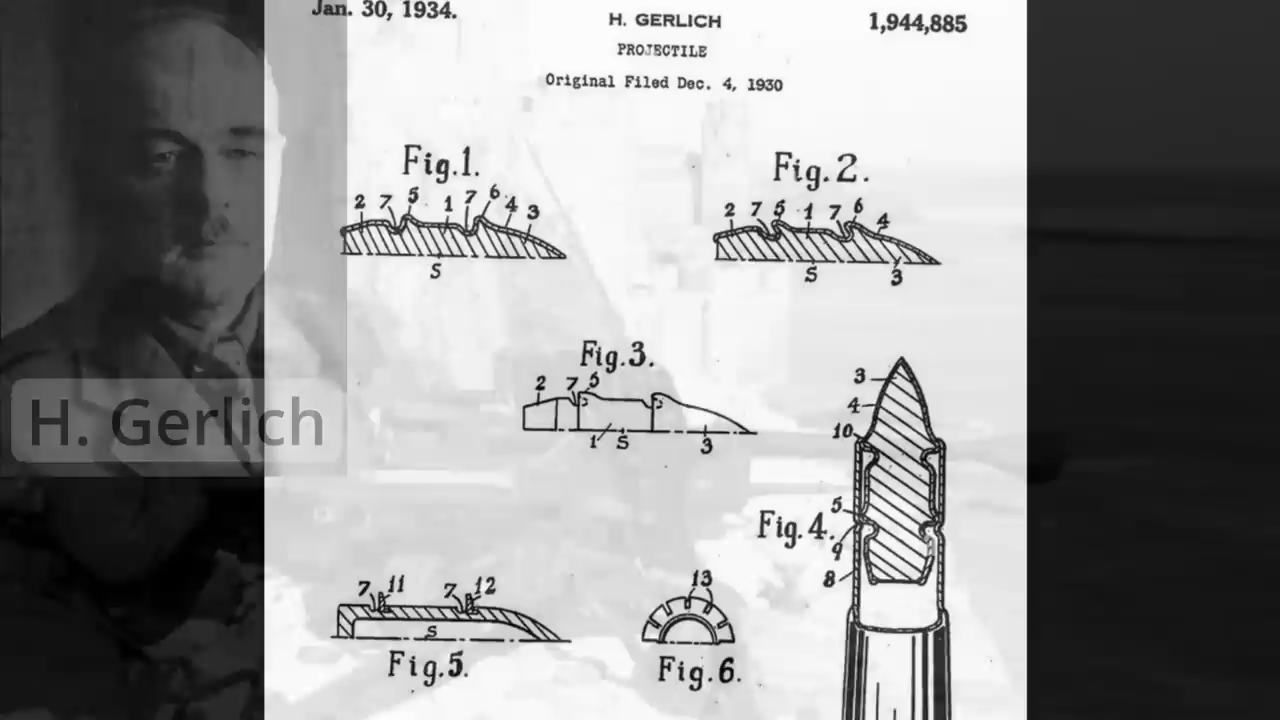 Jan. 30, 1934.
H. GERLICH
1,944,885
PROJECTILE
Original Filed Dec. 4, 1930
Fig.1.
2 7 5 1 7 6 4 3
S
Fig.2.
2 7 5 1 7 6 4
S 3
Fig.3.
2 7 5
1 S 3
3
4
10
5
Fig.4.
9
8
7 11 7 12
S
Fig.5.
13
Fig.6.
H. Gerlich